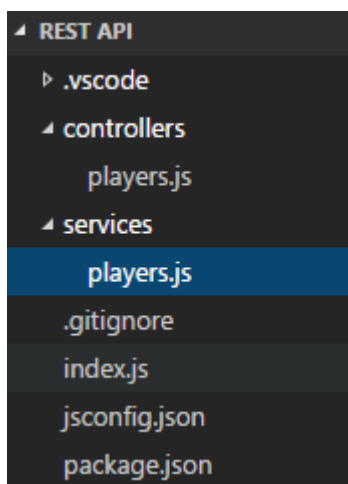 REST API
.vscode
controllers
players.js
services
players.js
.gitignore
index.js
jsconfig.json
package.json